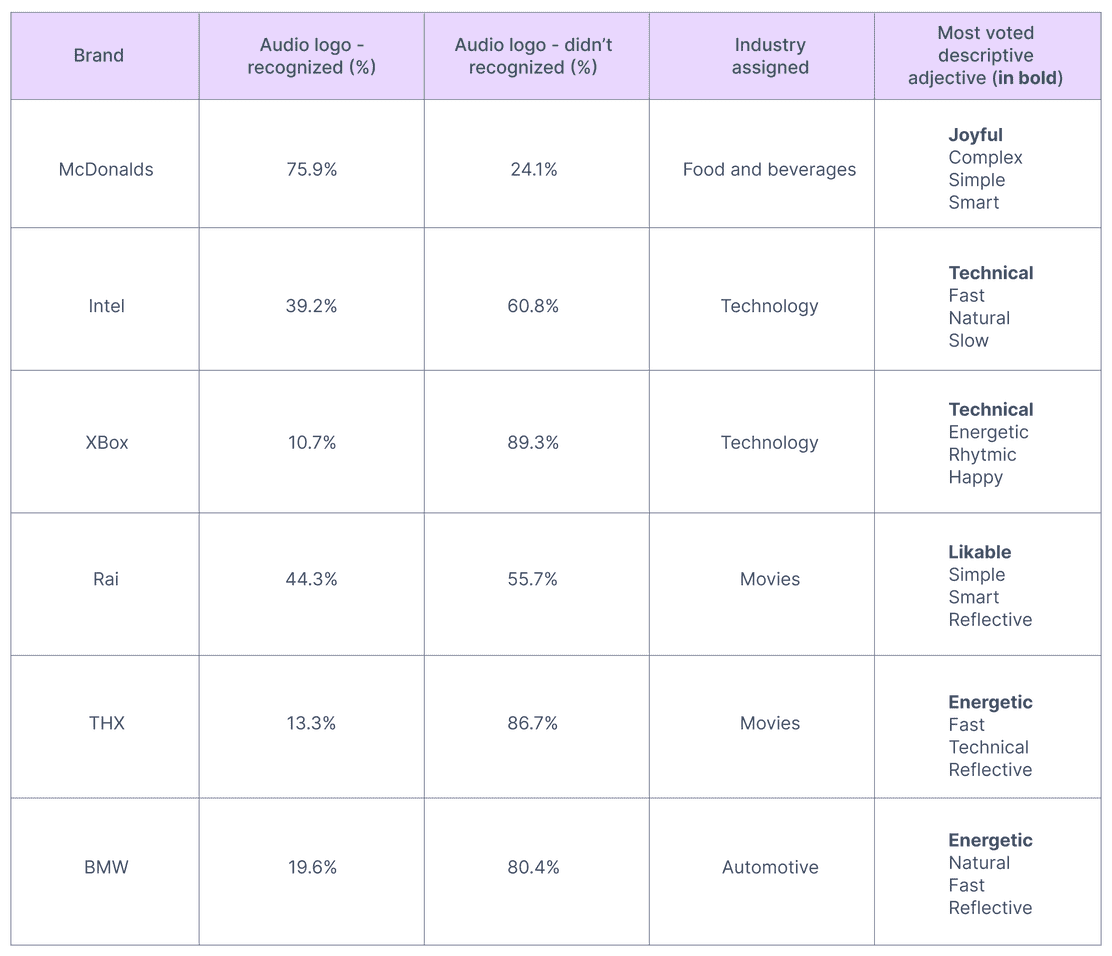 Brand
Audio logo -
recognized (%)
Audio logo - didn’t
recognized (%)
Industry
assigned
Most voted
descriptive
adjective (in bold)
McDonalds
75.9%
24.1%
Food and beverages
Joyful
Complex
Simple
Smart
Intel
39.2%
60.8%
Technology
Technical
Fast
Natural
Slow
XBox
10.7%
89.3%
Technology
Technical
Energetic
Rhytmic
Happy
Rai
44.3%
55.7%
Movies
Likable
Simple
Smart
Reflective
THX
13.3%
86.7%
Movies
Energetic
Fast
Technical
Reflective
BMW
19.6%
80.4%
Automotive
Energetic
Natural
Fast
Reflective